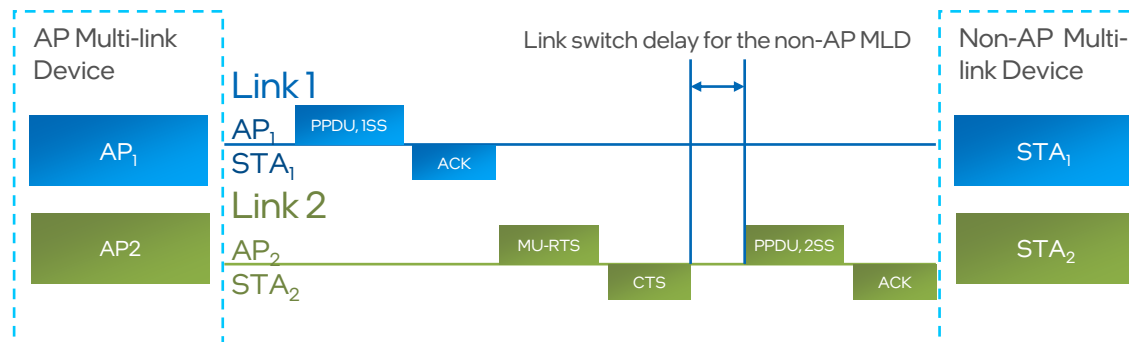 AP Multi-link
Device
Link switch delay for the non-AP MLD
Non-AP Multi-
link Device
Link 1
AP₁
PPDU, 1SS
AP₁
STA₁
STA₁
ACK
Link 2
AP2
AP₂
MU-RTS
PPDU, 2SS
STA₂
STA₂
CTS
ACK